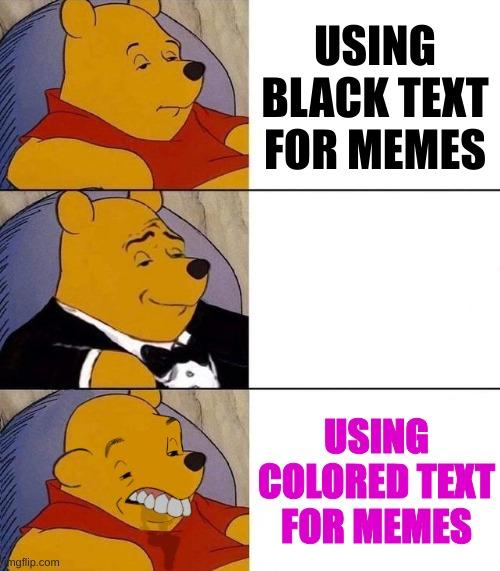 USING
BLACK TEXT
FOR MEMES
USING
COLORED TEXT
FOR MEMES
imgflip.com